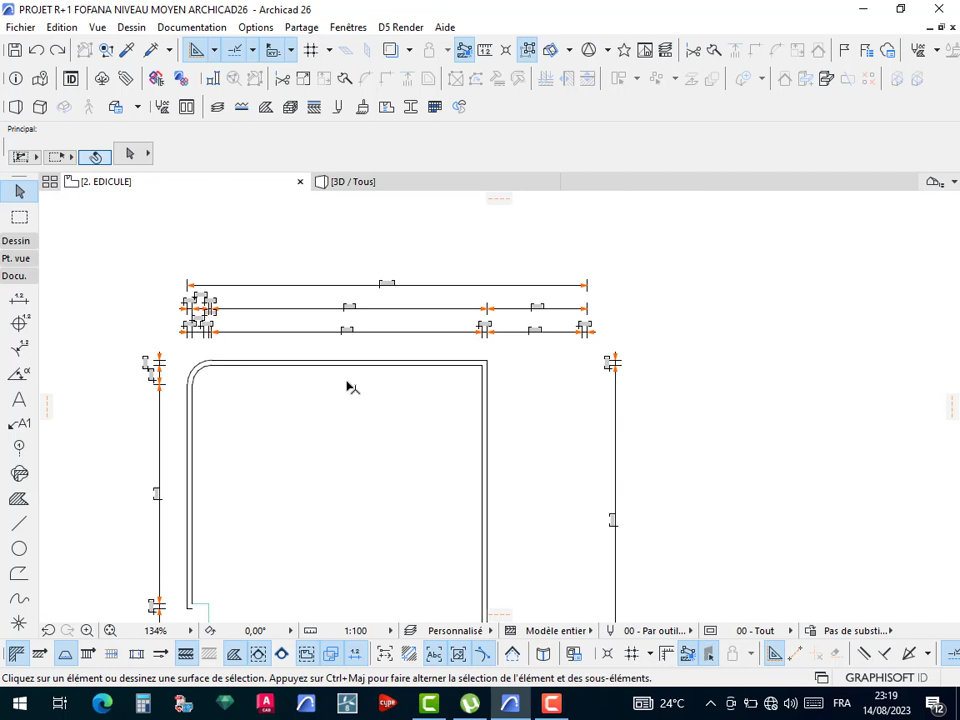 PROJET R+1 FOFANA NIVEAU MOYEN ARCHICAD26 - Archicad 26
Fichier Edition Vue Dessin Documentation Options Partage Fenêtres D5 Render Aide
Principal:
[2. EDICULE] [3D / Tous]
Dessin
Pt. vue
Docu.
134% 0,00° 1:100 Personnalisé Modèle entier 00 - Par outil... 00 - Tout Pas de substi...
Cliquez sur un élément ou dessinez une surface de sélection. Appuyez sur Ctrl+Maj pour faire alterner la sélection de l'élément et des sous-éléments.
GRAPHISOFT ID
24°C FRA 23:19
14/08/2023 12